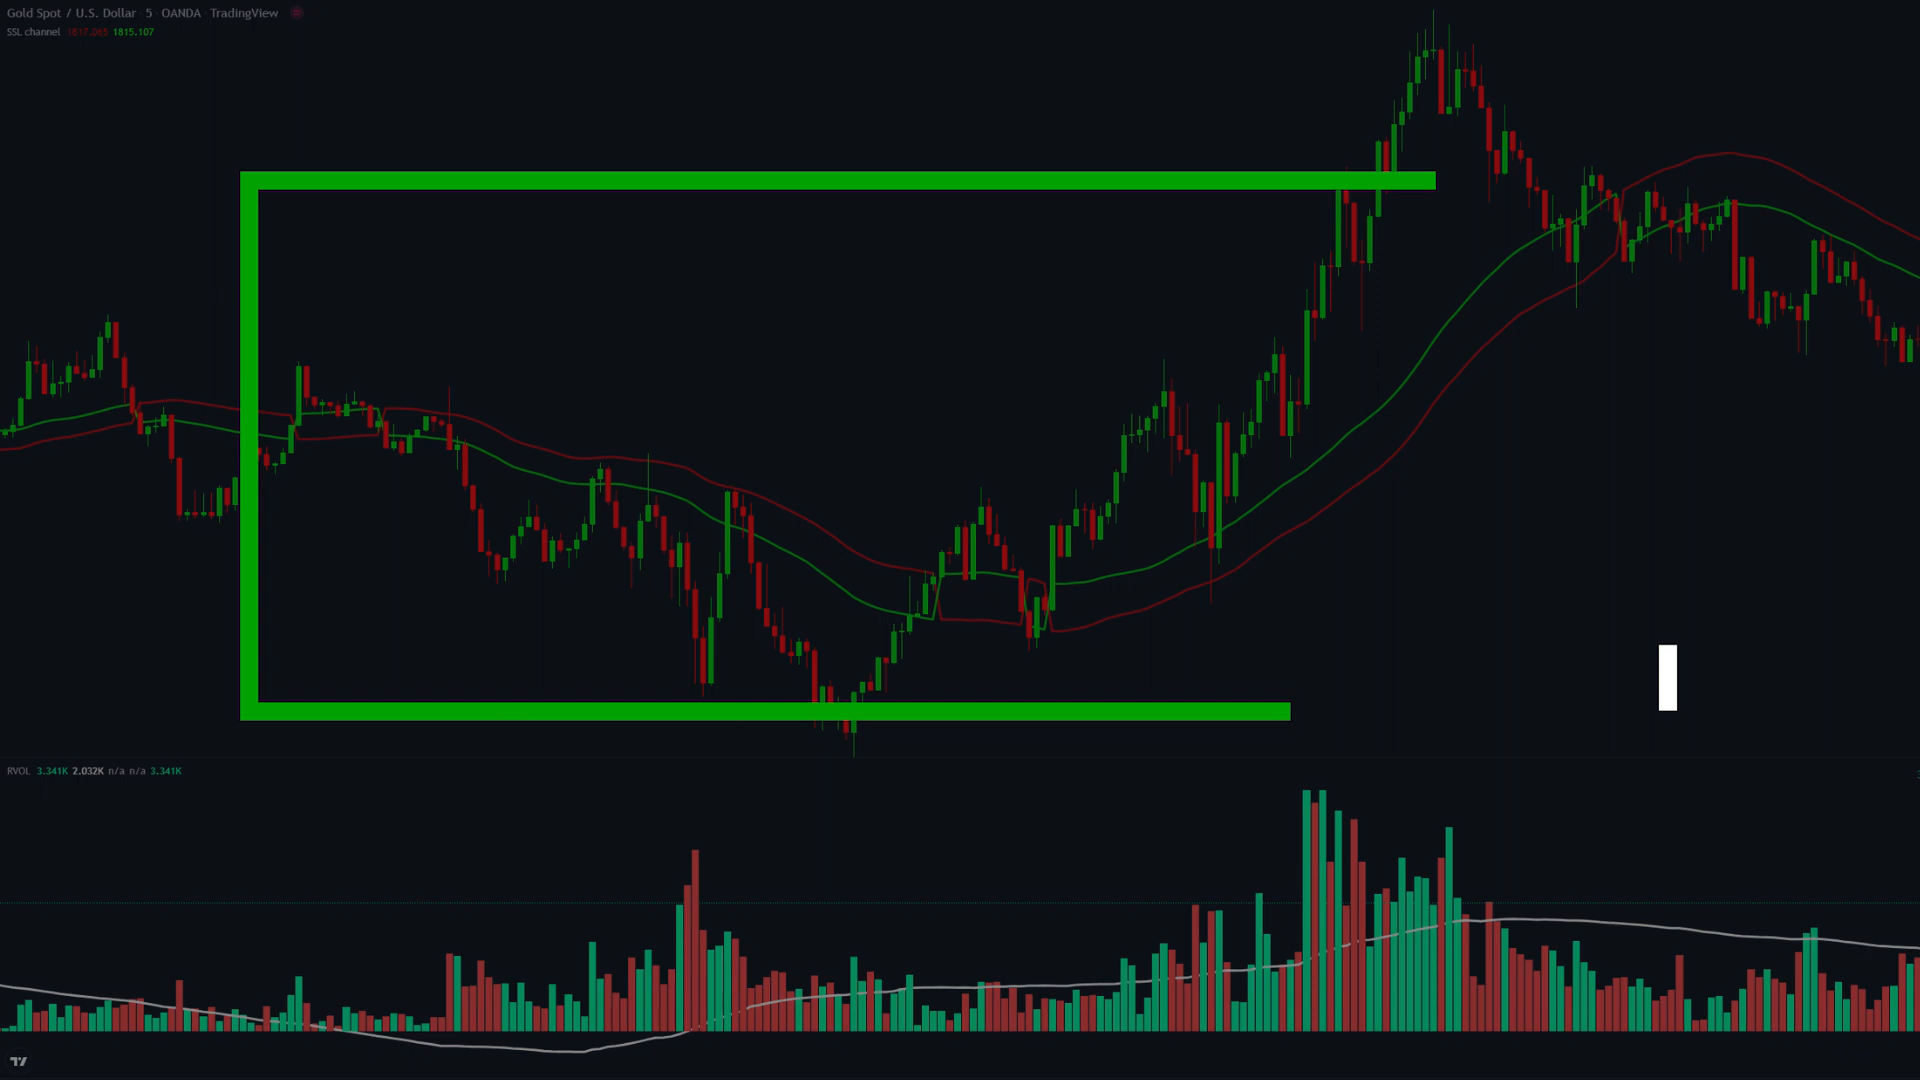 Gold Spot / U.S. Dollar · 5 · OANDA · TradingView
SSL channel 1817.065 1815.107
RVOL 3.341K 2.032K n/a n/a 3.341K